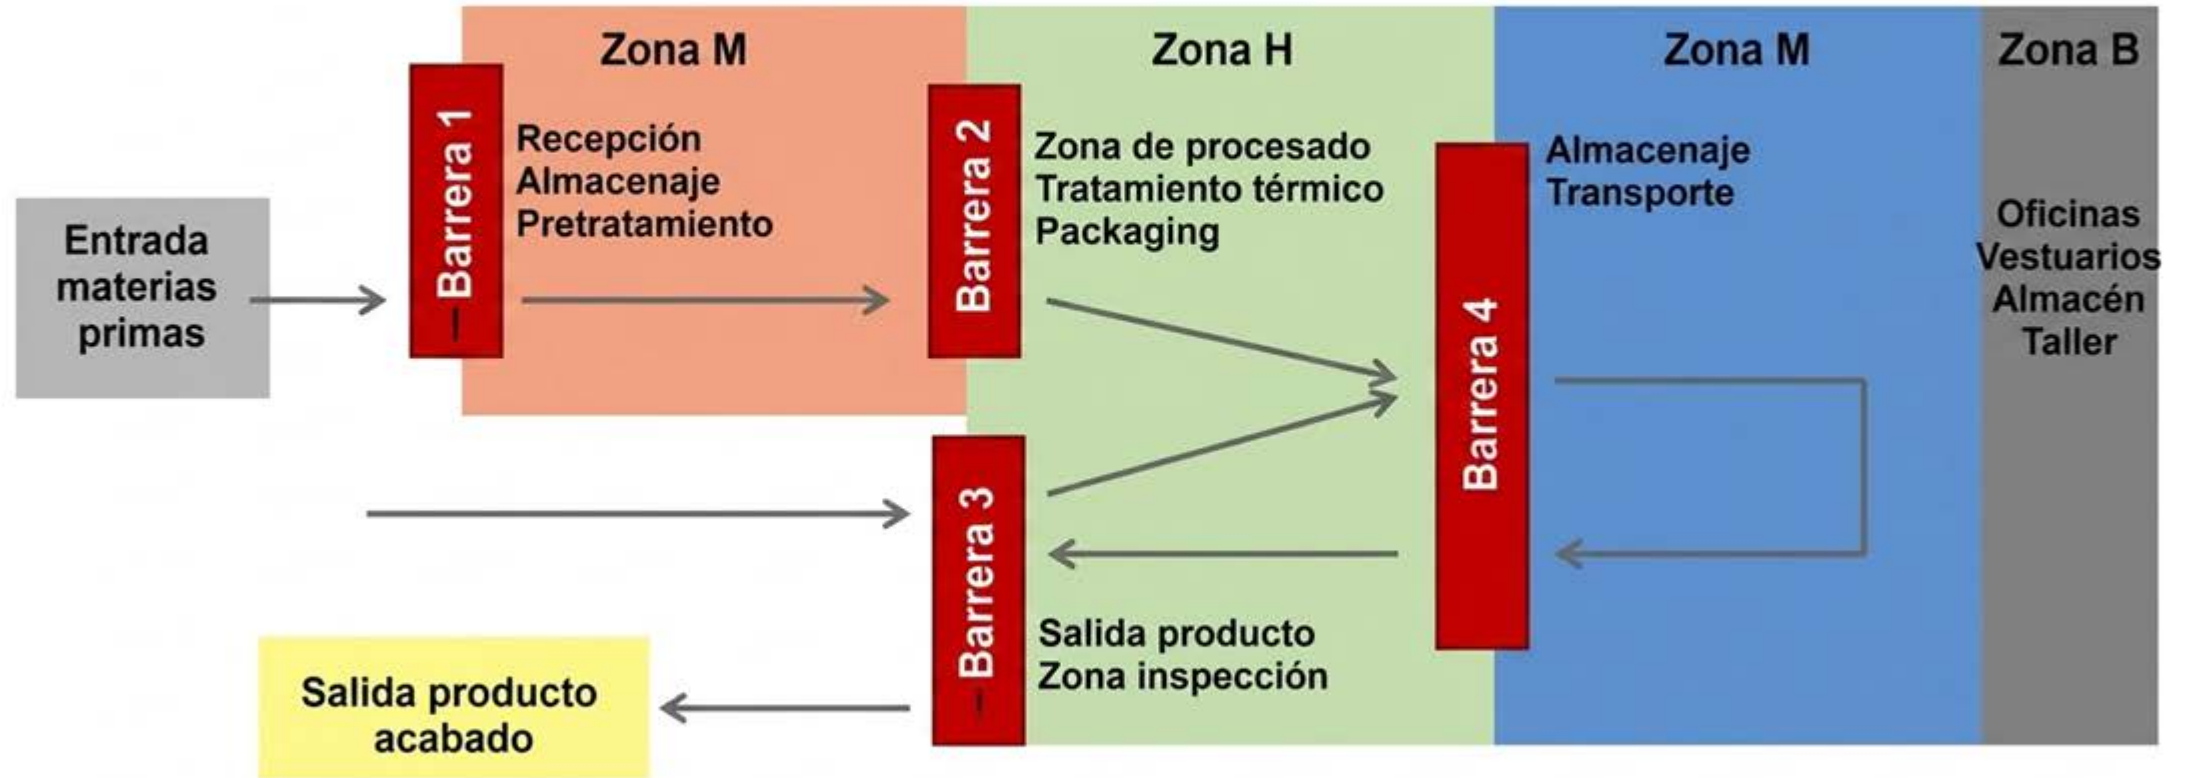 Zona M
Zona H
Zona M
Zona B
Entrada
materias
primas
Barrera 1
Recepción
Almacenaje
Pretratamiento
Barrera 2
Zona de procesado
Tratamiento térmico
Packaging
Barrera 4
Almacenaje
Transporte
Oficinas
Vestuarios
Almacén
Taller
Barrera 3
Salida producto
Zona inspección
Salida producto
acabado